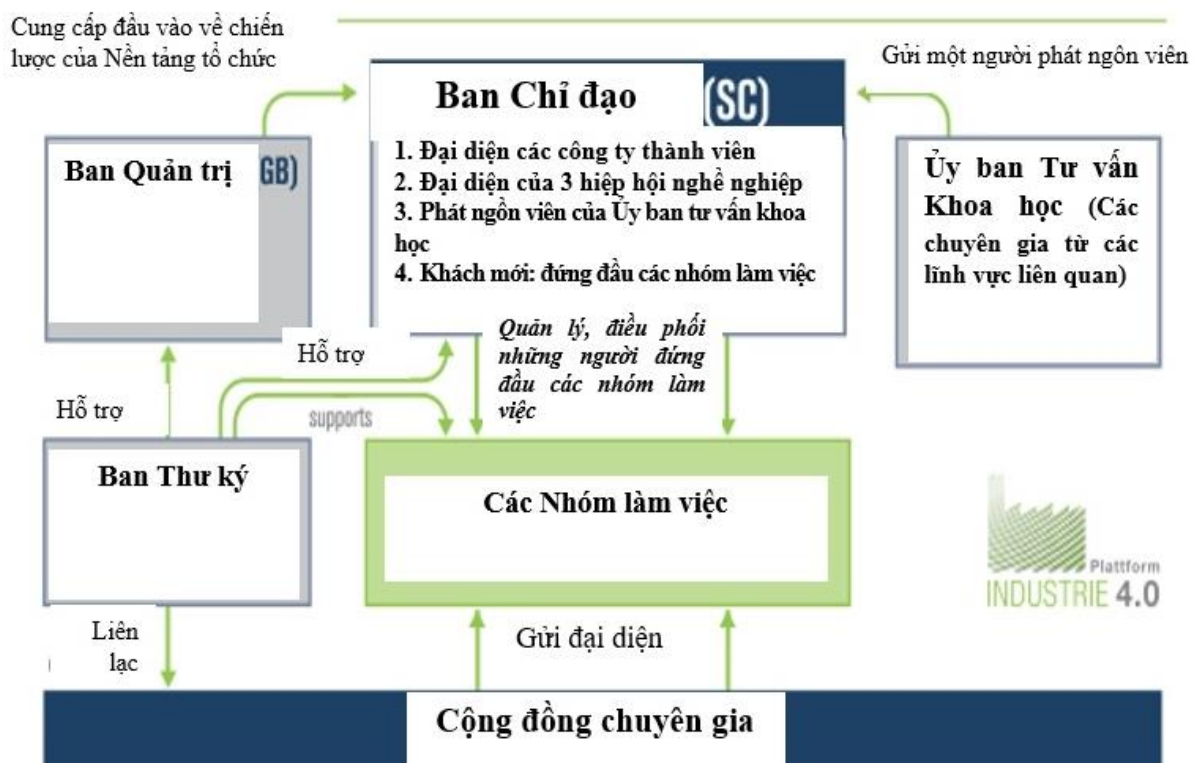 Cung cấp đầu vào về chiến
lược của Nền tảng tổ chức
Gửi một người phát ngôn viên
Ban Chỉ đạo (SC)
1. Đại diện các công ty thành viên
2. Đại diện của 3 hiệp hội nghề nghiệp
3. Phát ngôn viên của Ủy ban tư vấn khoa
học
4. Khách mời: đứng đầu các nhóm làm việc
Ban Quản trị GB)
Ủy ban Tư vấn
Khoa học (Các
chuyên gia từ các
lĩnh vực liên quan)
Quản lý, điều phối
những người đứng
đầu các nhóm làm
việc
Hỗ trợ
Hỗ trợ
supports
Ban Thư ký
Các Nhóm làm việc
Plattform
INDUSTRIE 4.0
Liên
lạc
Gửi đại diện
Cộng đồng chuyên gia